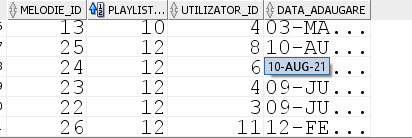 MELODIE_ID PLAYLIST... UTILIZATOR_ID DATA_ADAUGARE
13 10 4 03-MA...
25 12 8 10-AU...
24 12 6 10-AUG-21
23 12 4 09-JU...
22 12 3 09-JU...
26 12 11 12-FE...